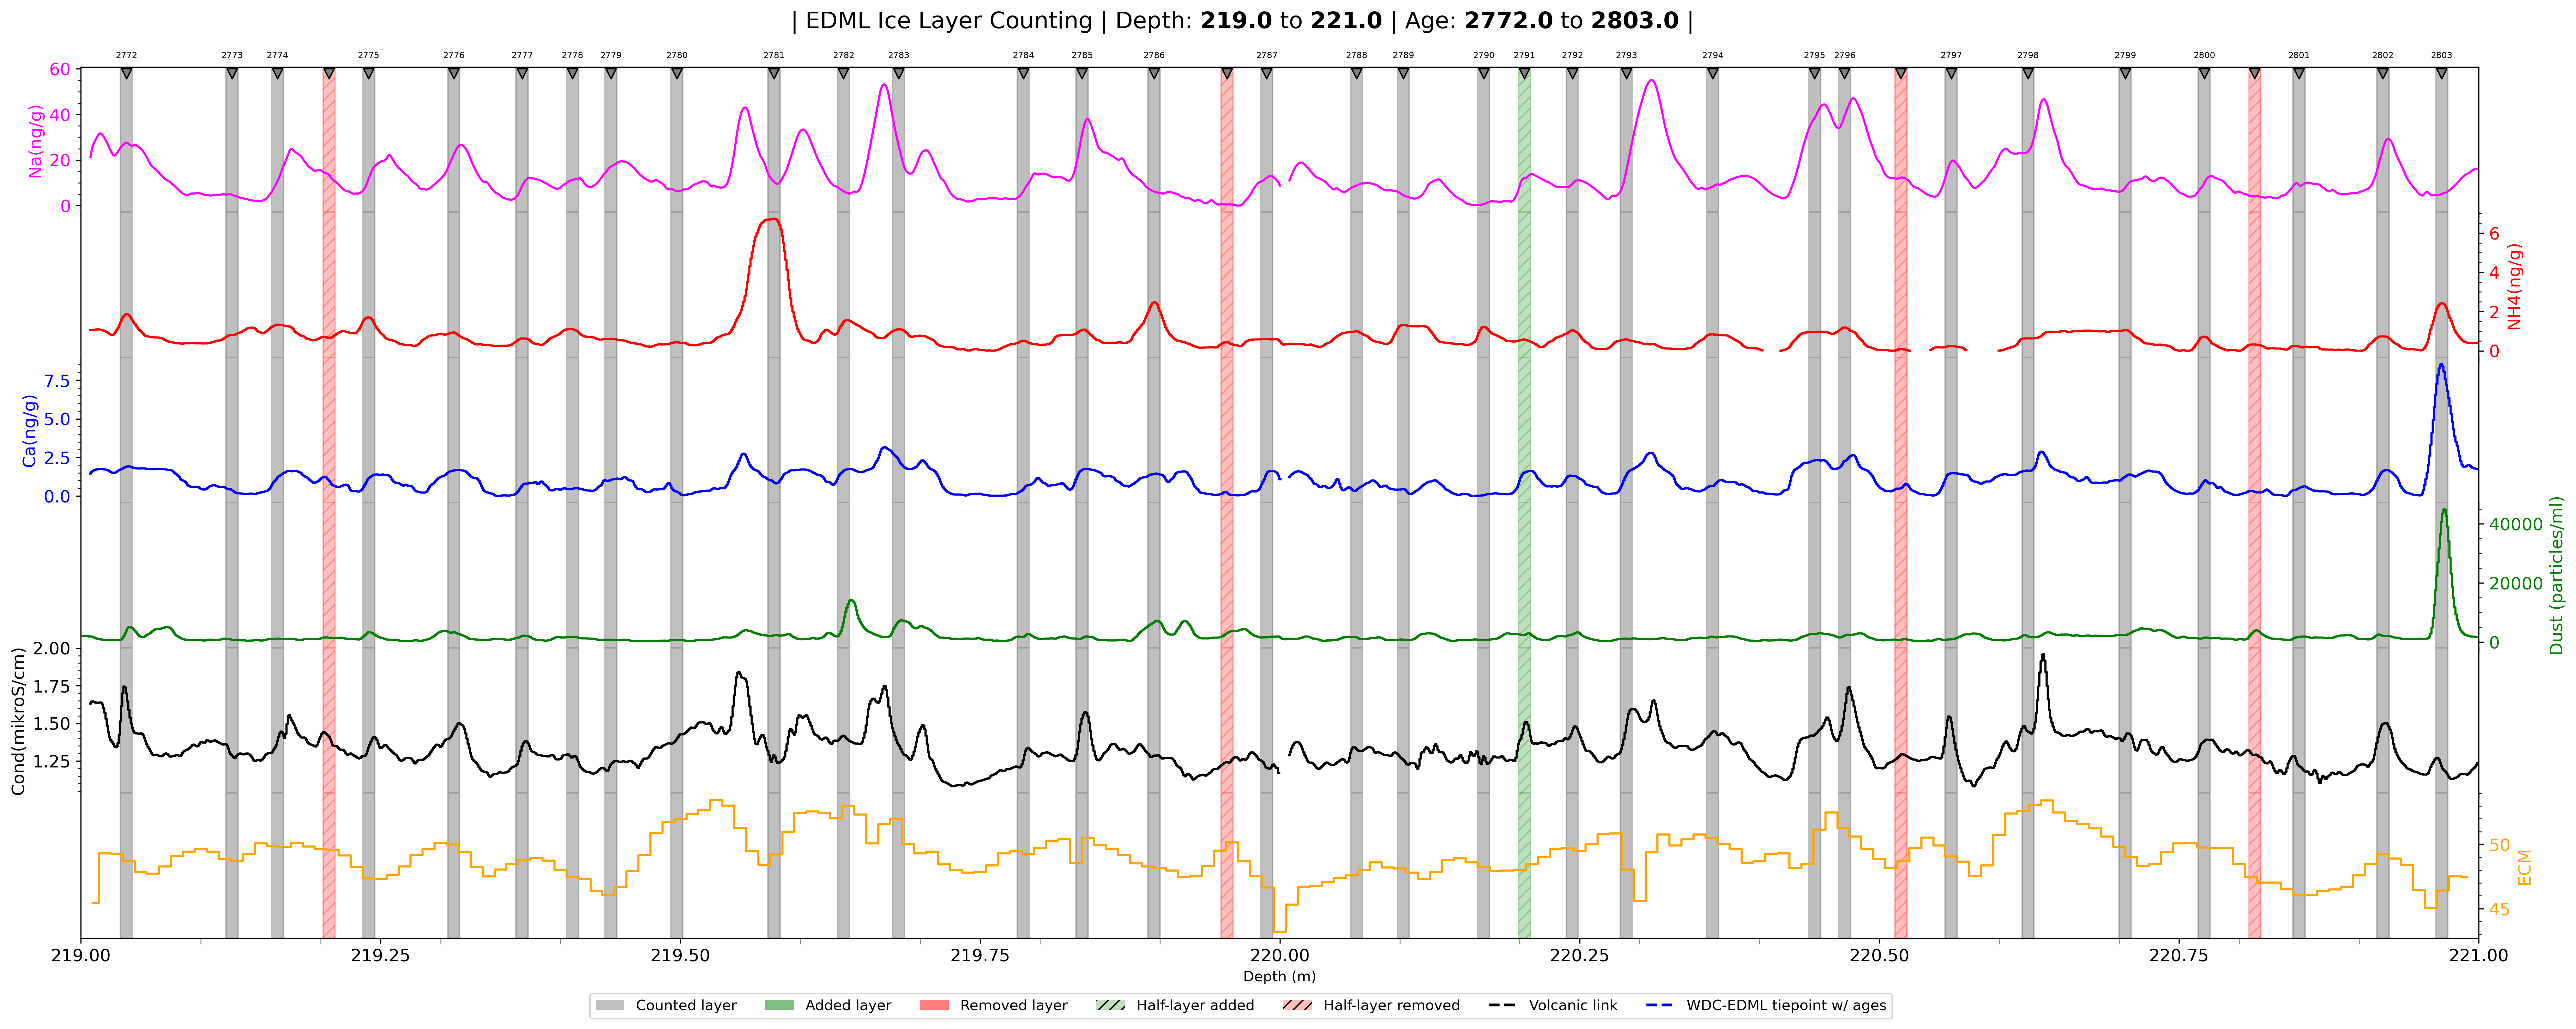 | EDML Ice Layer Counting | Depth: 219.0 to 221.0 | Age: 2772.0 to 2803.0 |
2772 2773 2774 2775 2776 2777 2778 2779 2780 2781 2782 2783 2784 2785 2786 2787 2788 2789 2790 2791 2792 2793 2794 2795 2796 2797 2798 2799 2800 2801 2802 2803
60
40
20
0
Na(ng/g)
6
4
2
0
NH4(ng/g)
7.5
5.0
2.5
0.0
Ca(ng/g)
40000
20000
0
Dust (particles/ml)
2.00
1.75
1.50
1.25
Cond(mikroS/cm)
50
45
ECM
219.00 219.25 219.50 219.75 220.00 220.25 220.50 220.75 221.00
Depth (m)
Counted layer Added layer Removed layer Half-layer added Half-layer removed Volcanic link WDC-EDML tiepoint w/ ages